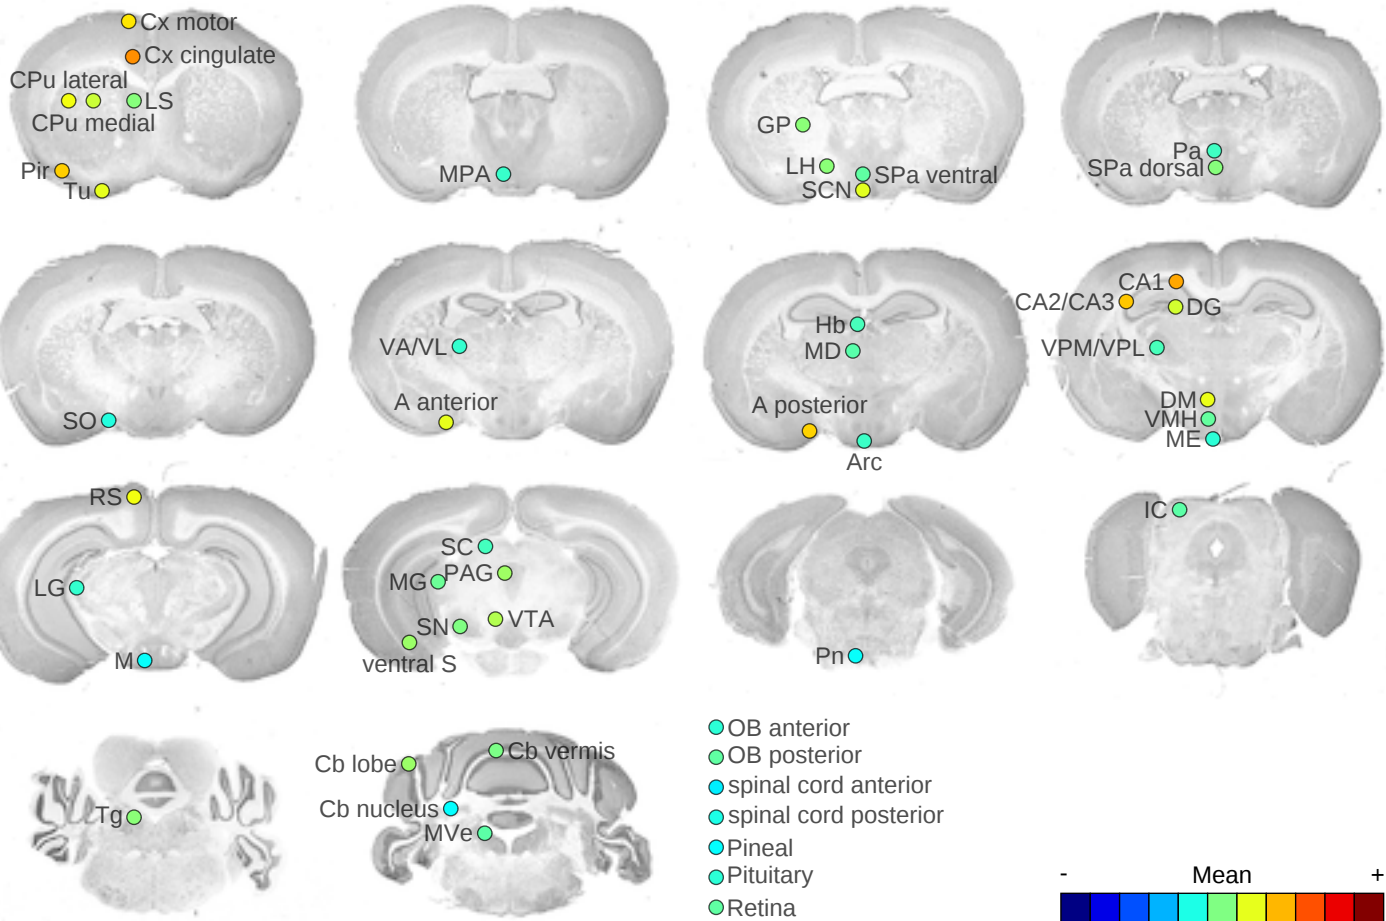 Cx motor
Cx cingulate
CPu lateral
LS
CPu medial
Pir
Tu
MPA
GP
LH
SPa ventral
SCN
Pa
SPa dorsal
SO
VA/VL
A anterior
Hb
MD
A posterior
Arc
CA1
CA2/CA3
DG
VPM/VPL
DM
VMH
ME
RS
LG
M
SC
MG
PAG
SN
VTA
ventral S
Pn
IC
Tg
Cb lobe
Cb vermis
Cb nucleus
MVe
OB anterior
OB posterior
spinal cord anterior
spinal cord posterior
Pineal
Pituitary
Retina
- Mean +